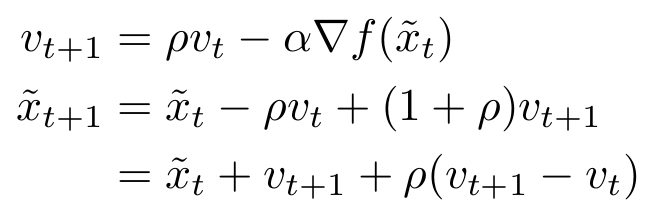 v_{t+1} = ρv_t − α∇f(x̃_t)
x̃_{t+1} = x̃_t − ρv_t + (1 + ρ)v_{t+1}
= x̃_t + v_{t+1} + ρ(v_{t+1} − v_t)